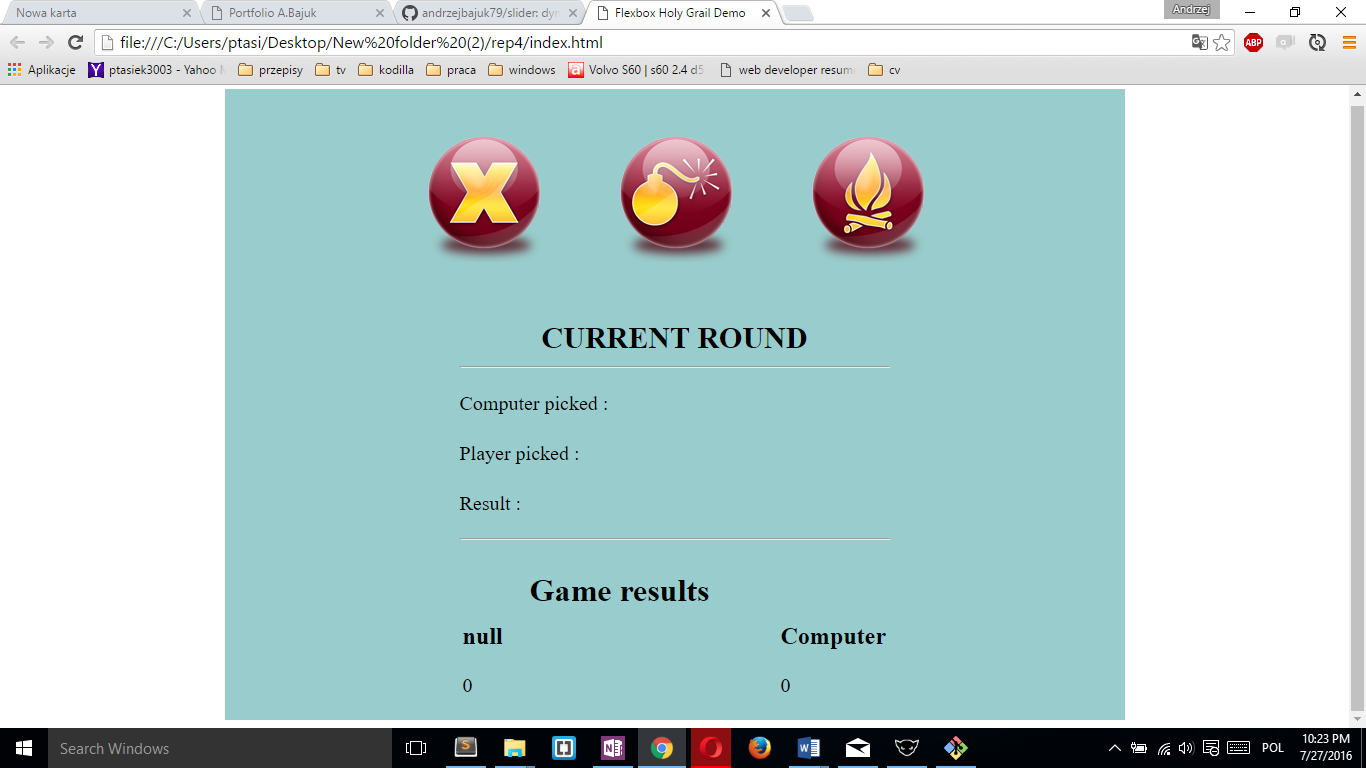 Nowa karta
Portfolio A.Bajuk
andrzejbajuk79/slider: dyn
Flexbox Holy Grail Demo
Andrzej
file:///C:/Users/ptasi/Desktop/New%20folder%20(2)/rep4/index.html
ABP
Aplikacje
ptasiek3003 - Yahoo M
przepisy
tv
kodilla
praca
windows
Volvo S60 | s60 2.4 d5
web developer resum
cv
X
CURRENT ROUND
Computer picked :
Player picked :
Result :
Game results
null Computer
0 0
Search Windows
POL
10:23 PM
7/27/2016